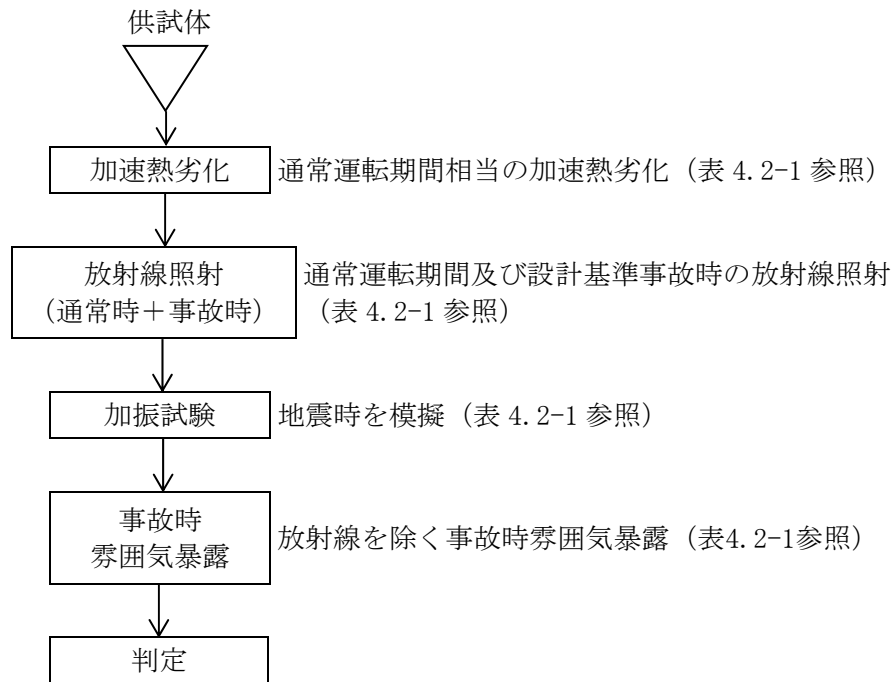 供試体
加速熱劣化
通常運転期間相当の加速熱劣化（表 4.2-1 参照）
放射線照射
（通常時＋事故時）
通常運転期間及び設計基準事故時の放射線照射
（表 4.2-1 参照）
加振試験
地震時を模擬（表 4.2-1 参照）
事故時
雰囲気暴露
放射線を除く事故時雰囲気暴露（表4.2-1参照）
判定